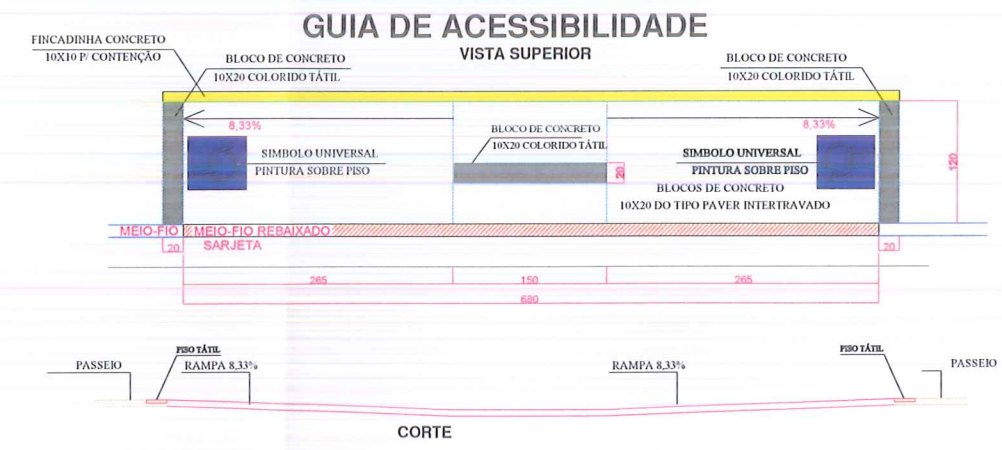 GUIA DE ACESSIBILIDADE
VISTA SUPERIOR
FINCADINHA CONCRETO
10X10 P/ CONTENÇÃO
BLOCO DE CONCRETO
10X20 COLORIDO TÁTIL
BLOCO DE CONCRETO
10X20 COLORIDO TÁTIL
8,33%
8,33%
BLOCO DE CONCRETO
10X20 COLORIDO TÁTIL
SIMBOLO UNIVERSAL
PINTURA SOBRE PISO
20
SIMBOLO UNIVERSAL
PINTURA SOBRE PISO
BLOCOS DE CONCRETO
10X20 DO TIPO PAVER INTERTRAVADO
120
MEIO-FIO
MEIO-FIO REBAIXADO
20
SARJETA
20
265
150
265
680
PISO TÁTIL
PASSEIO
RAMPA 8,33%
RAMPA 8,33%
PISO TÁTIL
PASSEIO
CORTE